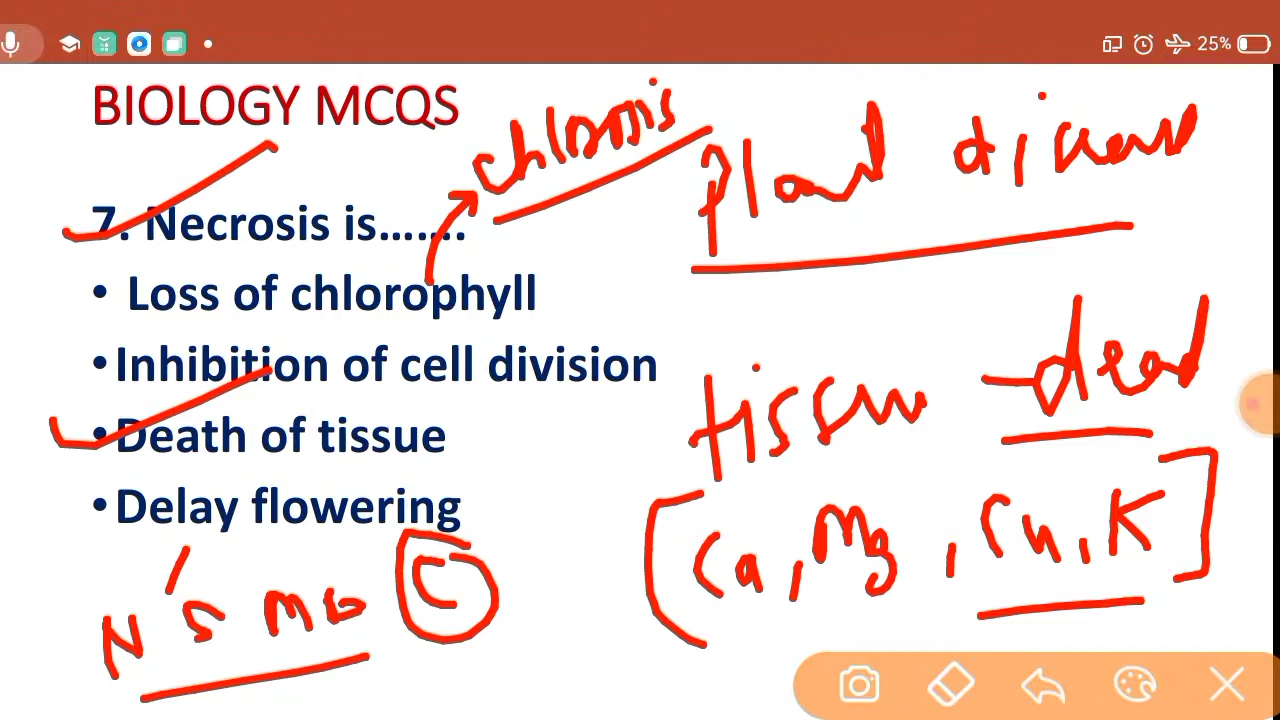 25%
BIOLOGY MCQS
chlorosis
Plant disease
7. Necrosis is.......
• Loss of chlorophyll
• Inhibition of cell division
• Death of tissue
tissue dead
• Delay flowering
[Ca, Mg, Cu, K]
N S Mo C